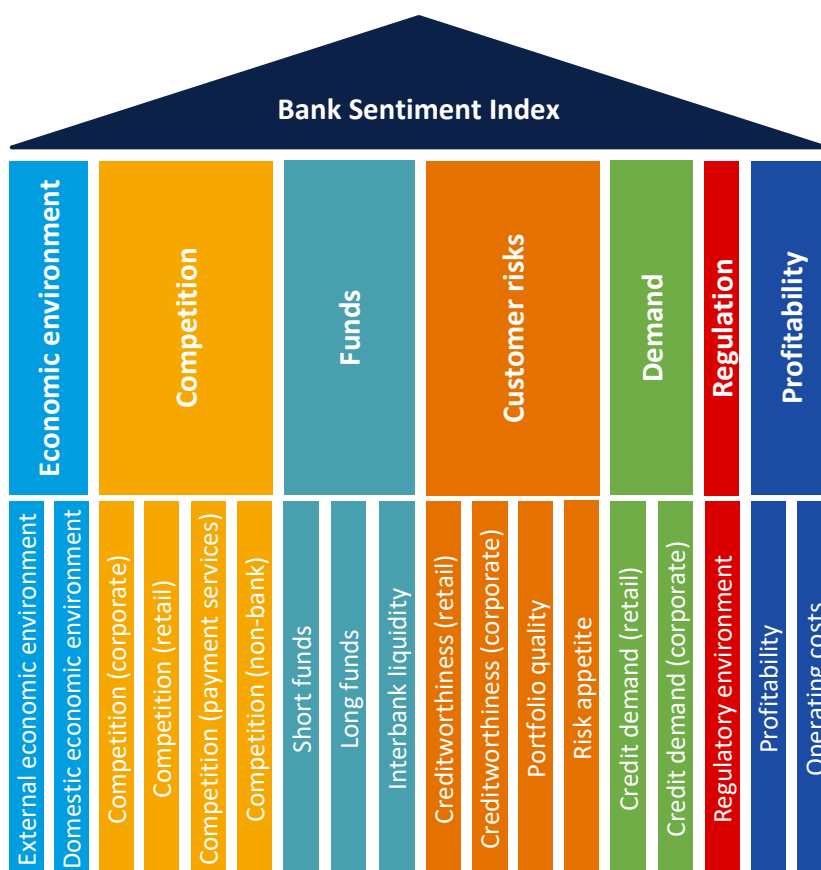 Bank Sentiment Index
Economic environment
Competition
Funds
Customer risks
Demand
Regulation
Profitability
External economic environment
Domestic economic environment
Competition (corporate)
Competition (retail)
Competition (payment services)
Competition (non-bank)
Short funds
Long funds
Interbank liquidity
Creditworthiness (retail)
Creditworthiness (corporate)
Portfolio quality
Risk appetite
Credit demand (retail)
Credit demand (corporate)
Regulatory environment
Profitability
Operating costs